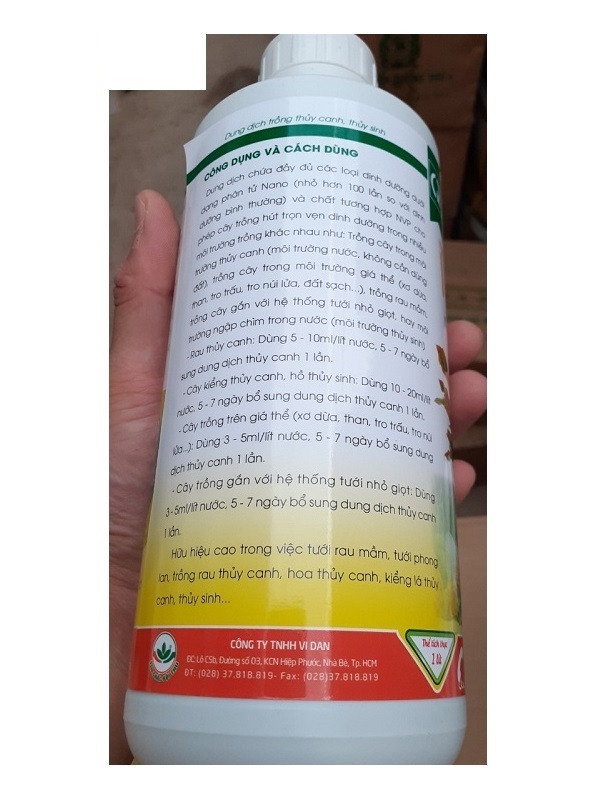 Dung dịch trồng thủy canh, thủy sinh
CÔNG DỤNG VÀ CÁCH DÙNG
Dung dịch chứa đầy đủ các loại dinh dưỡng dưới
dạng phân tử Nano (nhỏ hơn 100 lần so với dinh
dưỡng bình thường) và chất tương hợp NVP cho
phép cây trồng hút trọn vẹn dinh dưỡng trong nhiều
môi trường trồng khác nhau như: Trồng cây trong môi
trường thủy canh (môi trường nước, không cần dùng
đất), trồng cây trong môi trường giá thể (xơ dừa,
than, tro trấu, tro núi lửa, đất sạch...), trồng rau mầm,
trồng cây gắn với hệ thống tưới nhỏ giọt, hay môi
trường ngập chìm trong nước (môi trường thủy sinh)
- Rau thủy canh: Dùng 5 - 10ml/lít nước, 5 - 7 ngày bổ
sung dung dịch thủy canh 1 lần.
- Cây kiểng thủy canh, hồ thủy sinh: Dùng 10 - 20ml/lít
nước, 5 - 7 ngày bổ sung dung dịch thủy canh 1 lần.
- Cây trồng trên giá thể (xơ dừa, than, tro trấu, tro núi
lửa...): Dùng 3 - 5ml/lít nước, 5 - 7 ngày bổ sung dung
dịch thủy canh 1 lần.
- Cây trồng gắn với hệ thống tưới nhỏ giọt: Dùng
3 - 5ml/lít nước, 5 - 7 ngày bổ sung dung dịch thủy canh
1 lần.
Hữu hiệu cao trong việc tưới rau mầm, tưới phong
lan, trồng rau thủy canh, hoa thủy canh, kiểng lá thủy
canh, thủy sinh...
CÔNG TY TNHH VI DAN
ĐC: Lô C5b, Đường số 03, KCN Hiệp Phước, Nhà Bè, Tp. HCM
ĐT: (028) 37.818.819- Fax: (028)37.818.819
Thể tích thực:
1 lít